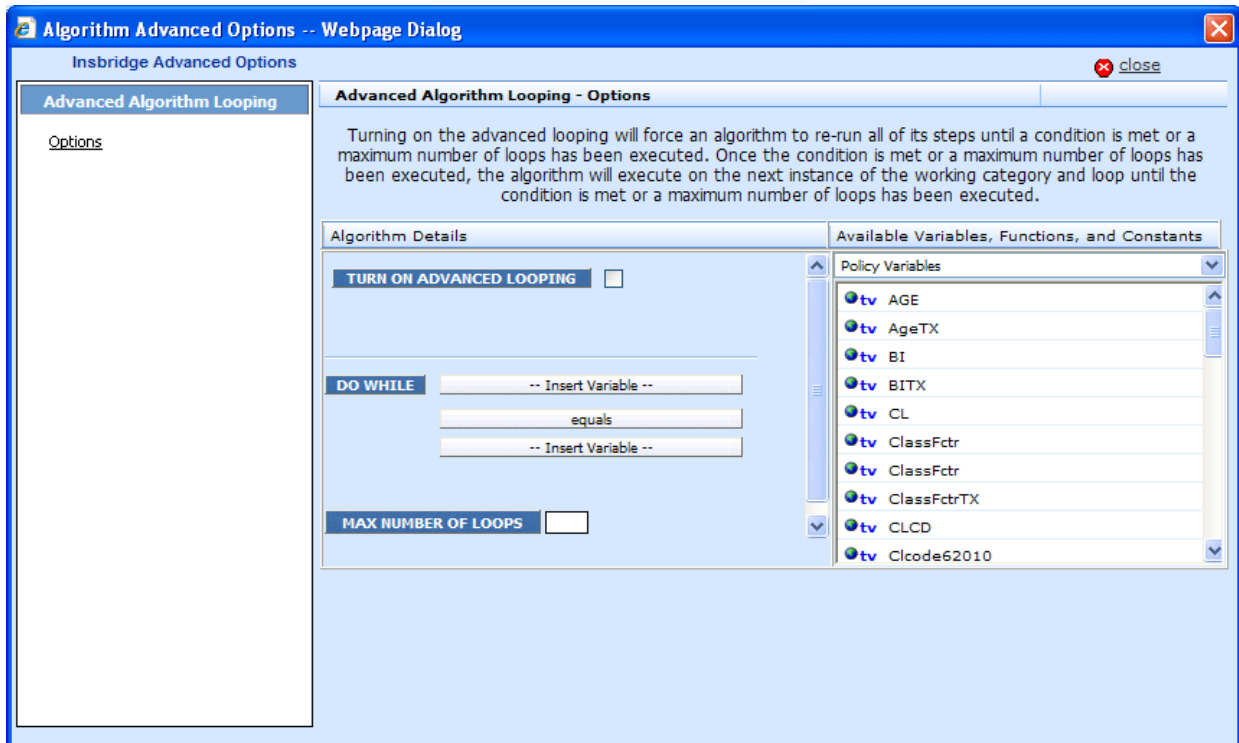 Algorithm Advanced Options -- Webpage Dialog
Insbridge Advanced Options
close
Advanced Algorithm Looping
Options
Advanced Algorithm Looping - Options
Turning on the advanced looping will force an algorithm to re-run all of its steps until a condition is met or a
maximum number of loops has been executed. Once the condition is met or a maximum number of loops has
been executed, the algorithm will execute on the next instance of the working category and loop until the
condition is met or a maximum number of loops has been executed.
Algorithm Details
TURN ON ADVANCED LOOPING
DO WHILE
-- Insert Variable --
equals
-- Insert Variable --
MAX NUMBER OF LOOPS
Available Variables, Functions, and Constants
Policy Variables
tv AGE
tv AgeTX
tv BI
tv BITX
tv CL
tv ClassFctr
tv ClassFctr
tv ClassFctrTX
tv CLCD
tv Clcode62010